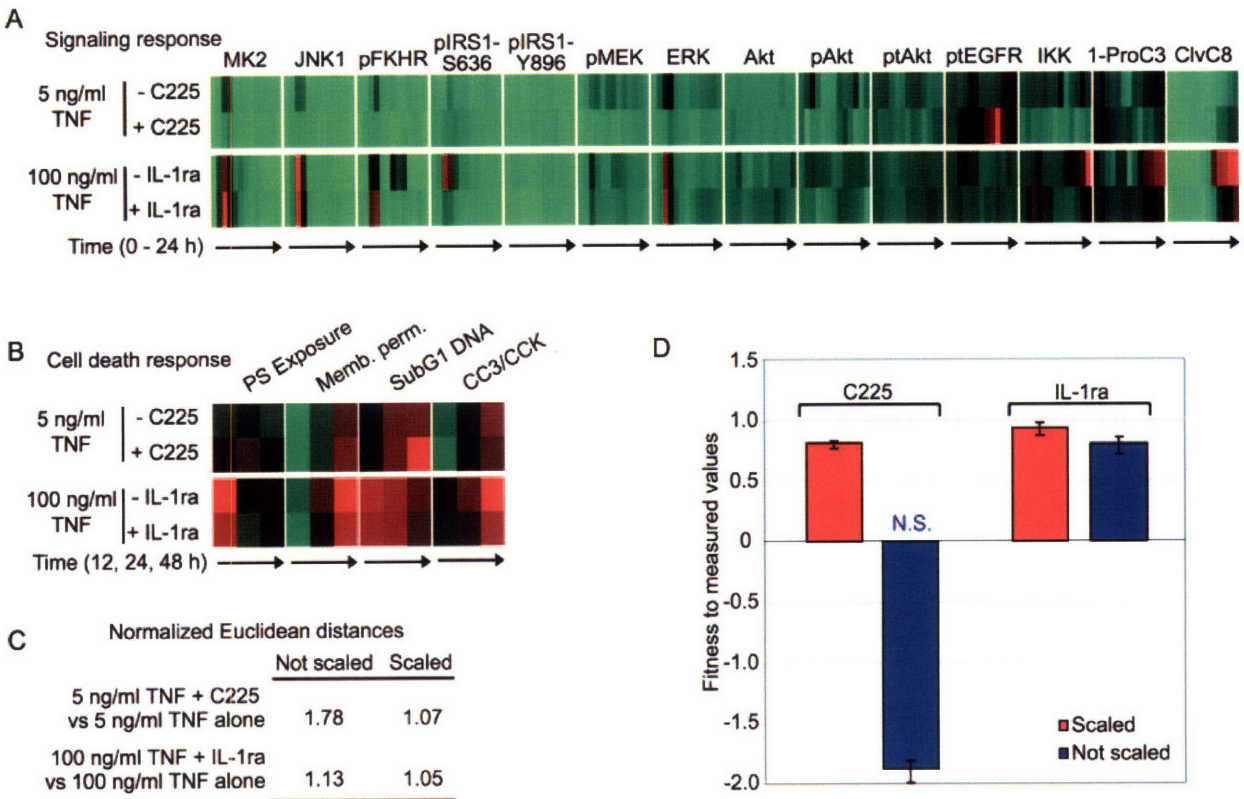 A
Signaling response
MK2 JNK1 pFKHR pIRS1-S636 pIRS1-Y896 pMEK ERK Akt pAkt ptAkt ptEGFR IKK 1-ProC3 ClvC8
5 ng/ml TNF
- C225
+ C225
100 ng/ml TNF
- IL-1ra
+ IL-1ra
Time (0 - 24 h)
B
Cell death response
PS Exposure
Memb. perm.
SubG1 DNA
CC3/CCK
5 ng/ml TNF
- C225
+ C225
100 ng/ml TNF
- IL-1ra
+ IL-1ra
Time (12, 24, 48 h)
C
Normalized Euclidean distances
Not scaled Scaled
5 ng/ml TNF + C225
vs 5 ng/ml TNF alone 1.78 1.07
100 ng/ml TNF + IL-1ra
vs 100 ng/ml TNF alone 1.13 1.05
D
Fitness to measured values
1.5
1.0
0.5
0
-0.5
-1.0
-1.5
-2.0
C225
IL-1ra
N.S.
Scaled
Not scaled